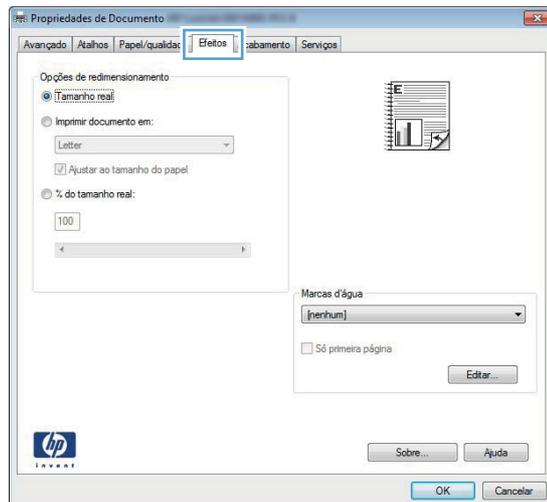 Propriedades de Documento
Avançado Atalhos Papel/qualidad Efeitos cabamento Serviços
Opções de redimensionamento
Tamanho real
Imprimir documento em:
Letter
Ajustar ao tamanho do papel
% do tamanho real:
100
E
Marcas d'água
[nenhum]
Só primeira página
Editar...
hp
invent
Sobre... Ajuda
OK Cancelar